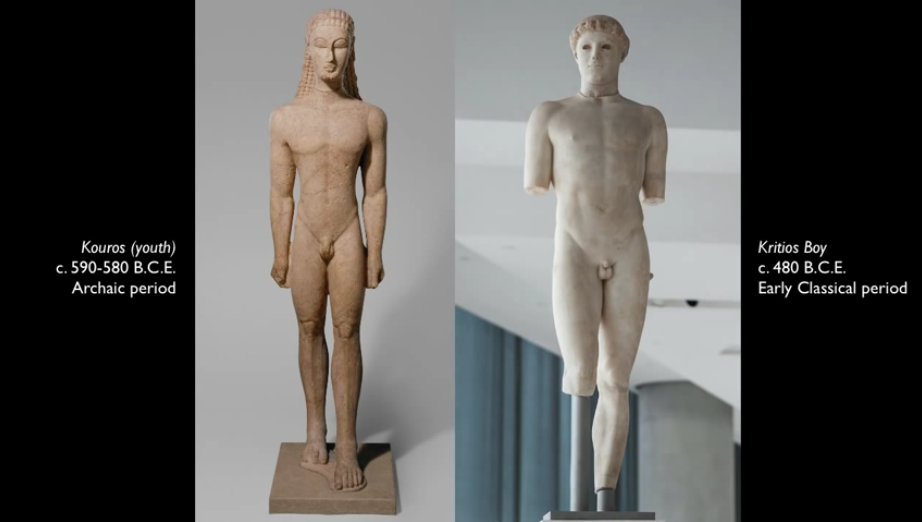 Kouros (youth)
c. 590-580 B.C.E.
Archaic period
Kritios Boy
c. 480 B.C.E.
Early Classical period